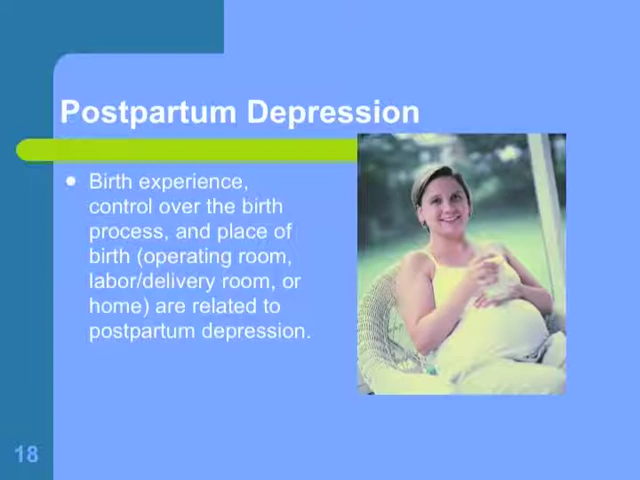 Postpartum Depression
Birth experience,
control over the birth
process, and place of
birth (operating room,
labor/delivery room, or
home) are related to
postpartum depression.
18